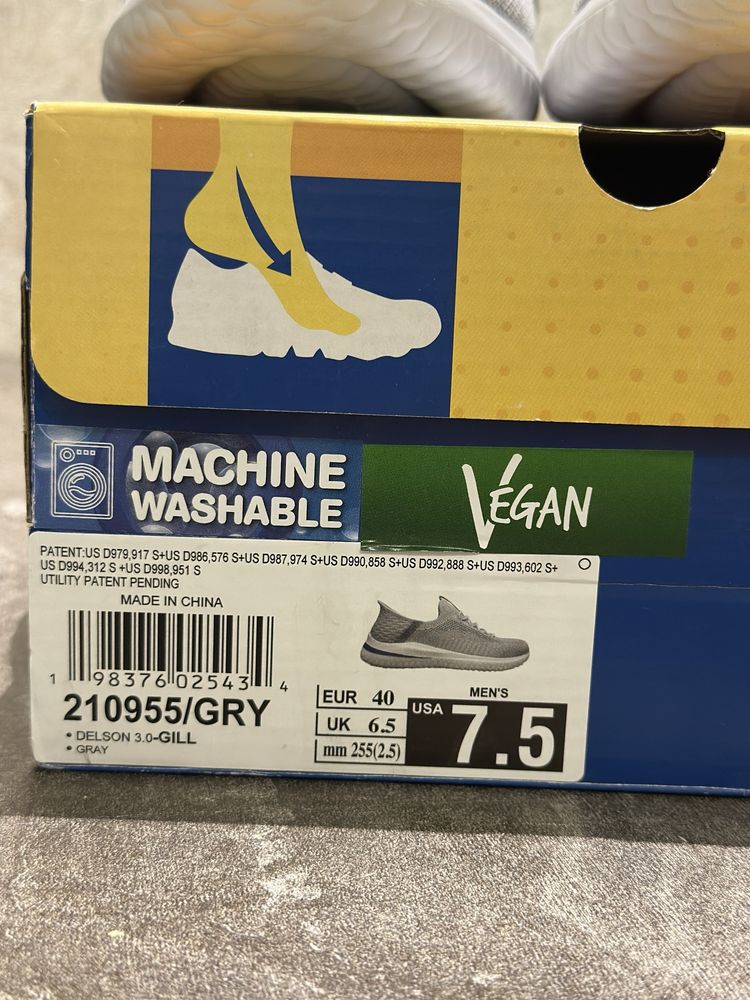 MACHINE
WASHABLE
VEGAN
PATENT:US D979,917 S+US D986,576 S+US D987,974 S+US D990,858 S+US D992,888 S+US D993,602 S+
US D994,312 S +US D998,951 S
UTILITY PATENT PENDING
MADE IN CHINA
1 98376 02543 4
210955/GRY
• DELSON 3.0-GILL
• GRAY
EUR 40
UK 6.5
mm 255(2.5)
MEN'S
USA 7.5